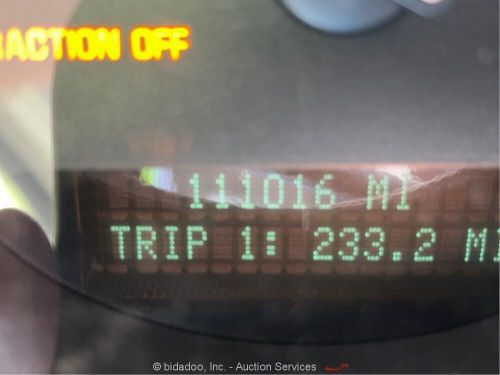 RACTION OFF
111016 MI
TRIP 1: 233.2 MI
© bidadoo, Inc. - Auction Services